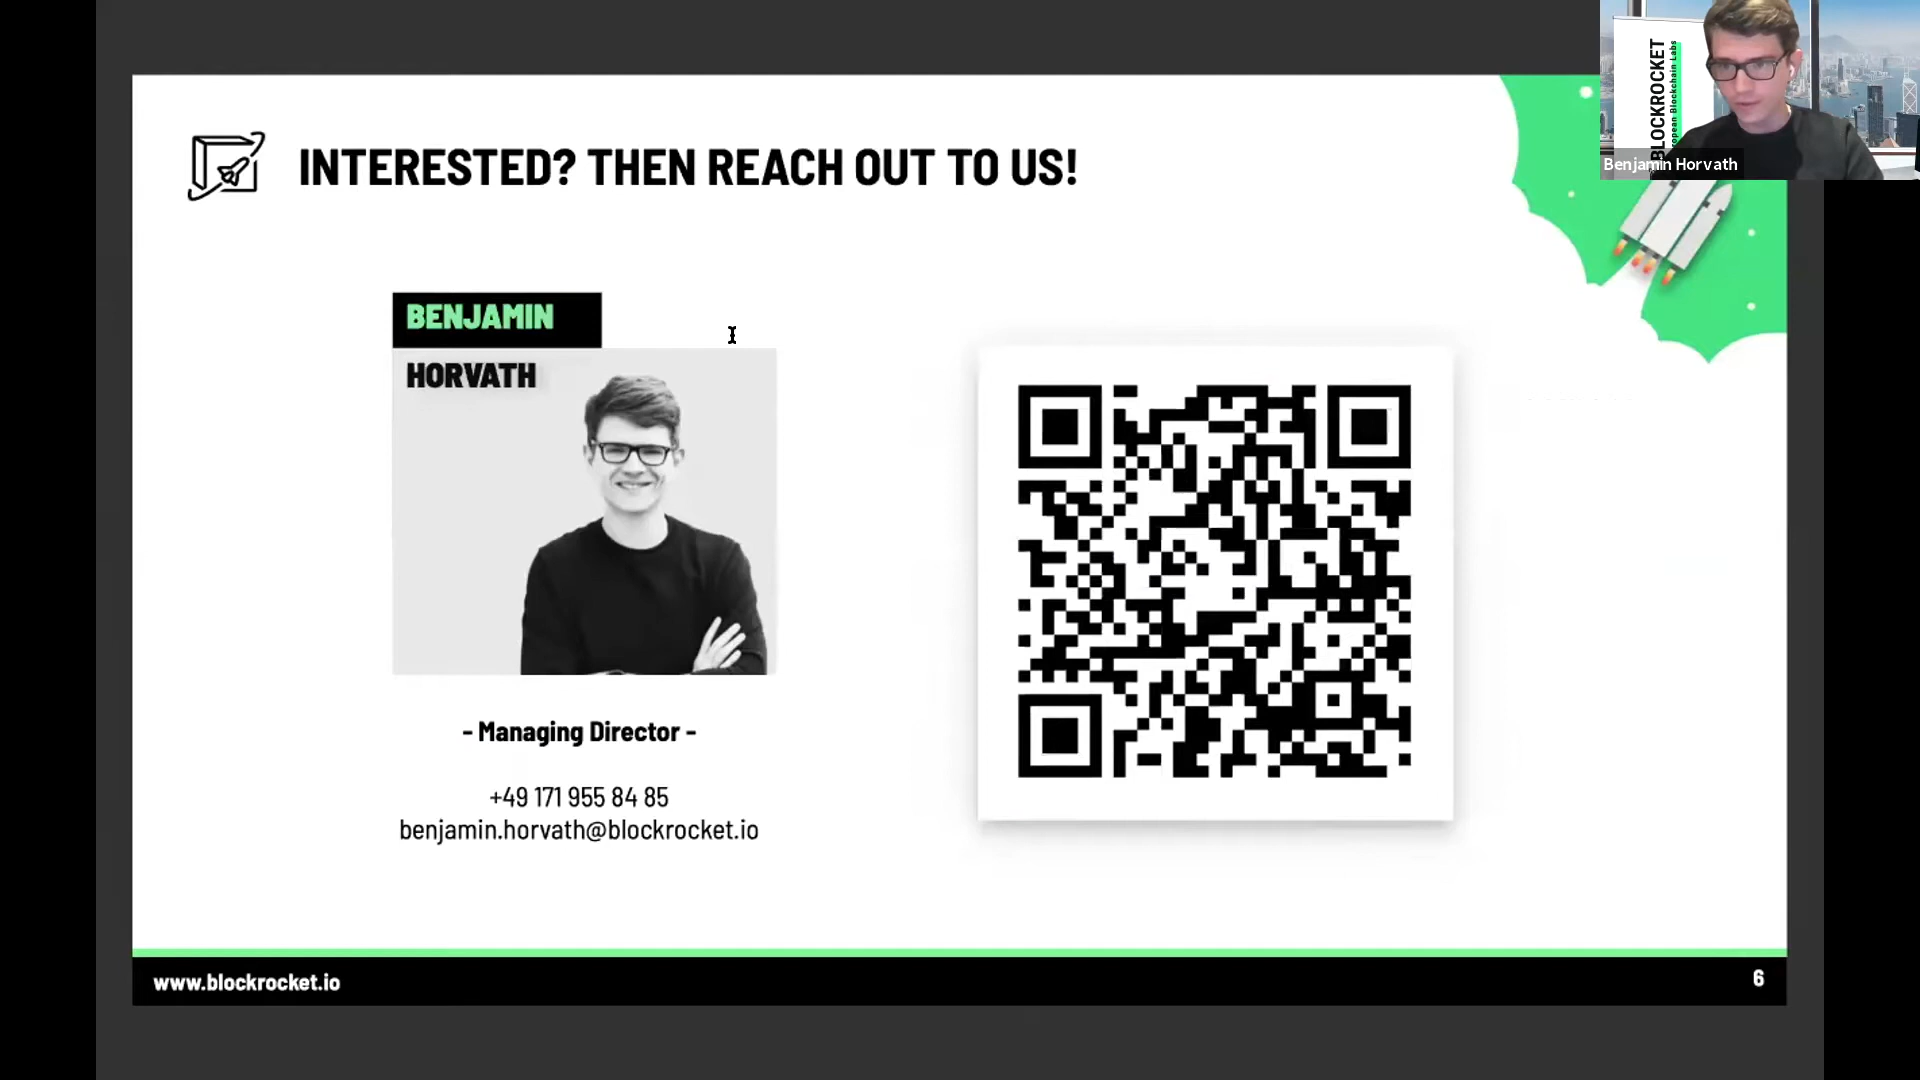 INTERESTED? THEN REACH OUT TO US!
BLOCKROCKET
European Blockchain Labs
Benjamin Horvath
BENJAMIN
HORVATH
- Managing Director -
+49 171 955 84 85
benjamin.horvath@blockrocket.io
www.blockrocket.io
6